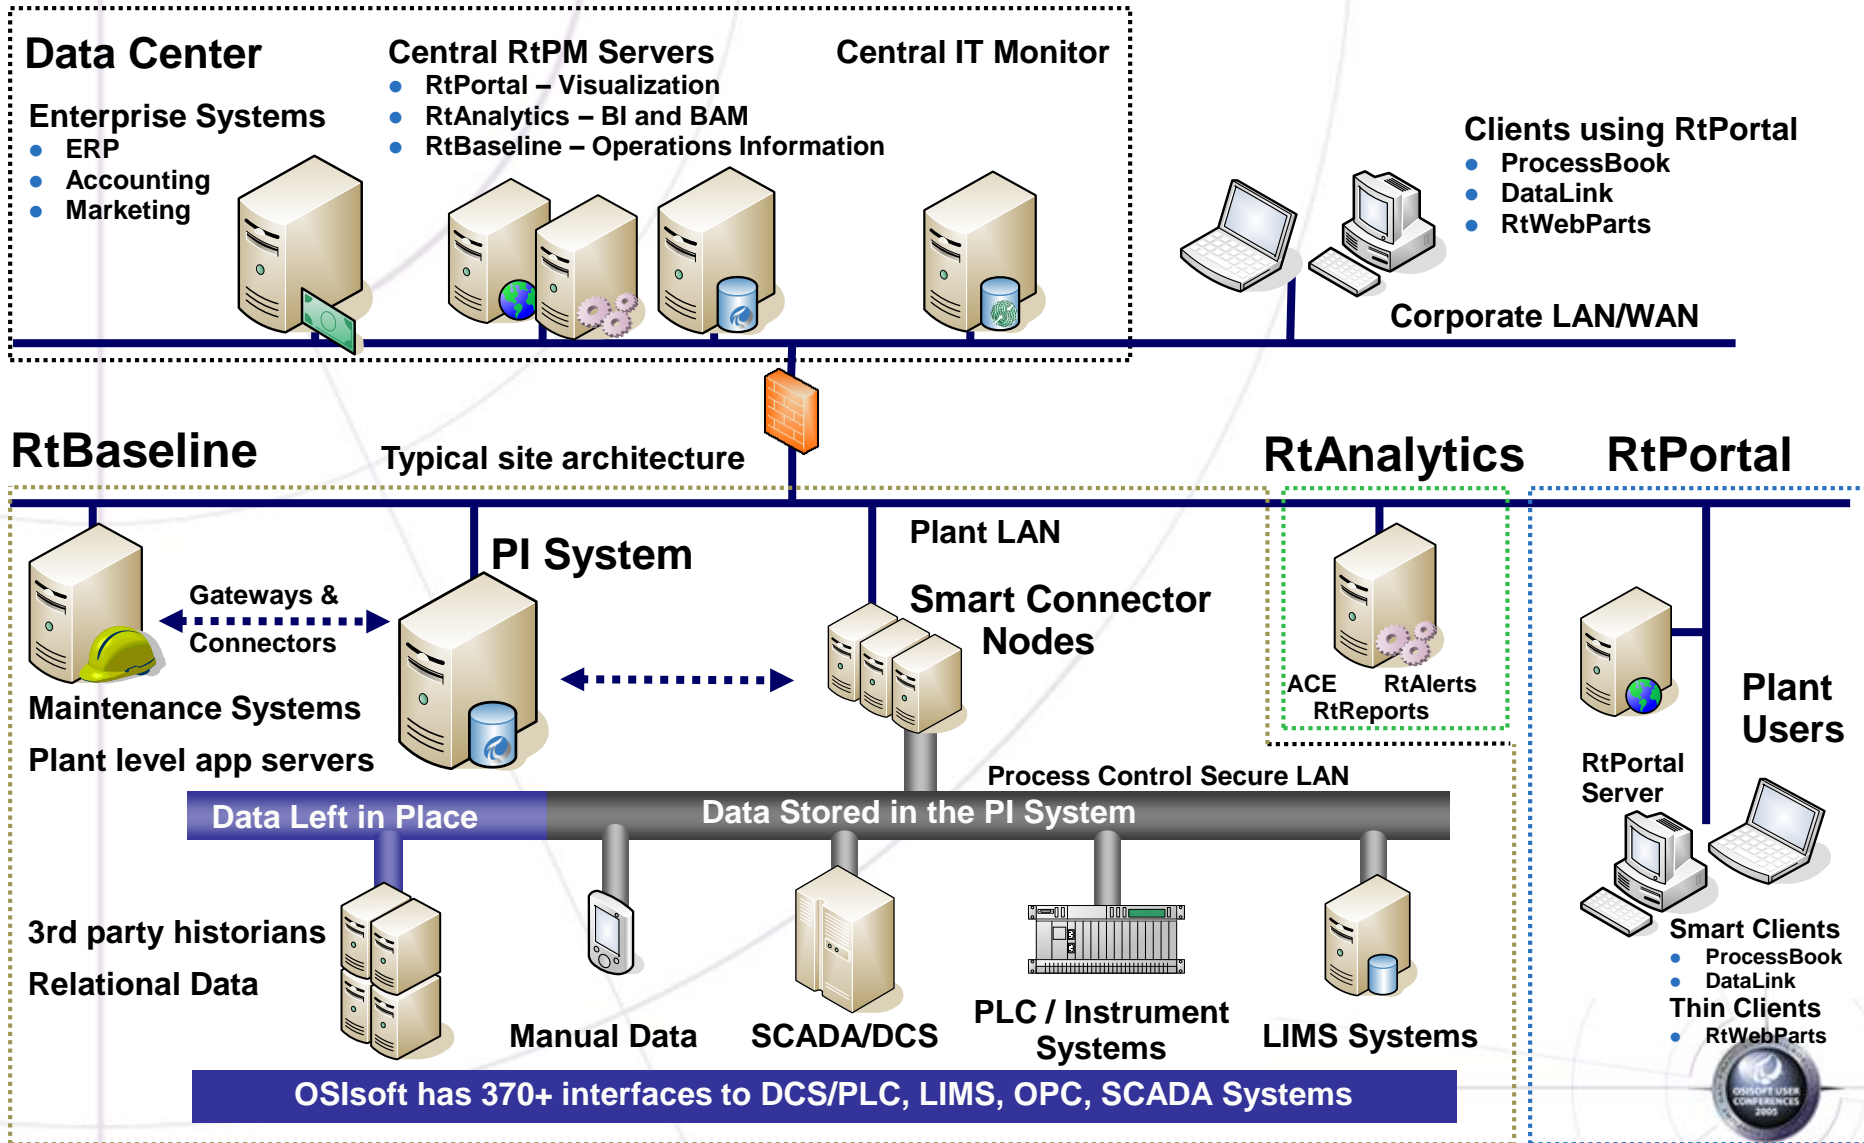 Data Center
Enterprise Systems
ERP
Accounting
Marketing
Central RtPM Servers
RtPortal – Visualization
RtAnalytics – BI and BAM
RtBaseline – Operations Information
Central IT Monitor
Clients using RtPortal
ProcessBook
DataLink
RtWebParts
Corporate LAN/WAN
RtBaseline
Typical site architecture
RtAnalytics
RtPortal
Plant LAN
PI System
Gateways &
Connectors
Smart Connector
Nodes
Maintenance Systems
Plant level app servers
ACE RtAlerts
RtReports
Plant
Users
RtPortal
Server
Process Control Secure LAN
Data Left in Place
Data Stored in the PI System
3rd party historians
Relational Data
Manual Data
SCADA/DCS
PLC / Instrument
Systems
LIMS Systems
Smart Clients
ProcessBook
DataLink
Thin Clients
RtWebParts
OSIsoft has 370+ interfaces to DCS/PLC, LIMS, OPC, SCADA Systems
OSISOFT USER
CONFERENCES
2005